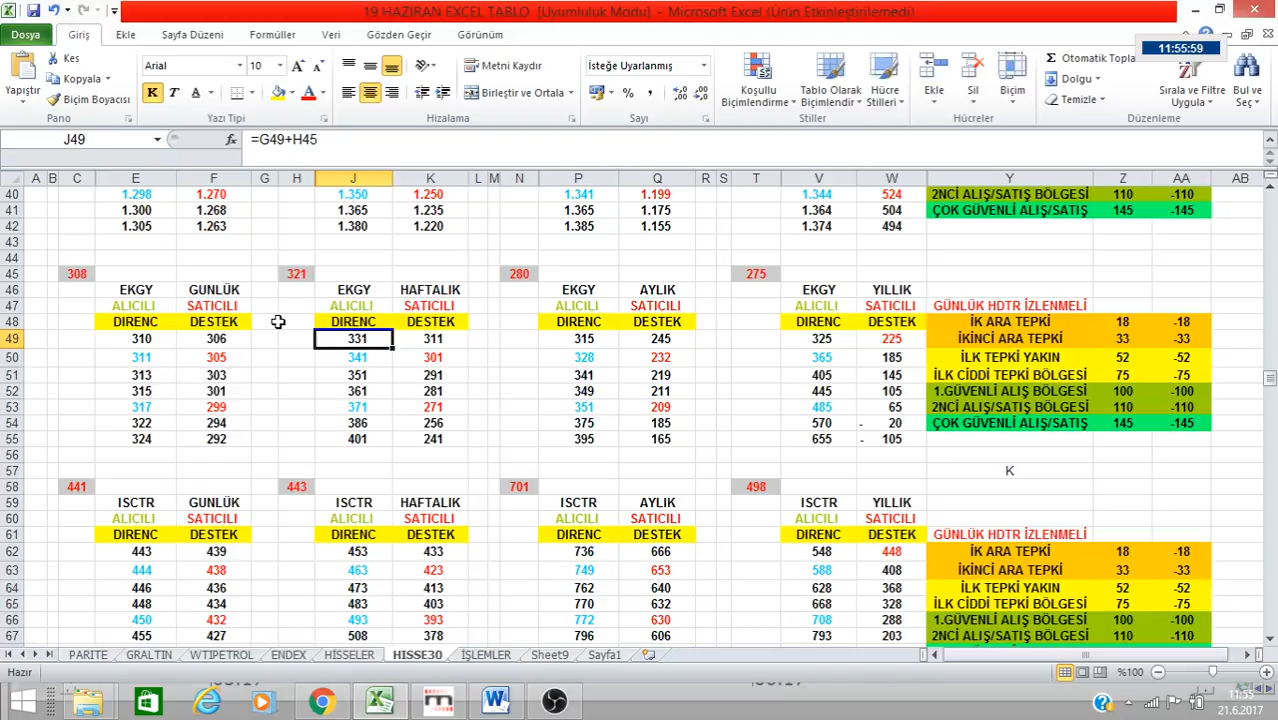 19 HAZİRAN EXCEL TABLO [Uyumluluk Modu] - Microsoft Excel (Ürün Etkinleştirilemedi)
Dosya Giriş Ekle Sayfa Düzeni Formüller Veri Gözden Geçir Görünüm
11:55:59
Yapıştır Kes Kopyala Biçim Boyacısı Arial 10 Metni Kaydır İsteğe Uyarlanmış Koşullu Biçimlendirme Tablo Olarak Biçimlendir Hücre Stilleri Ekle Sil Biçim Σ Otomatik Topla Dolgu Temizle Sırala ve Filtre Uygula Bul ve Seç
K T A Birleştir ve Ortala % ,
Pano Yazı Tipi Hizalama Sayı Stiller Hücreler Düzenleme
J49 fx =G49+H45
A B C E F G H J K L M N P Q R S T V W Y Z AA AB
40 1.298 1.270 1.350 1.250 1.341 1.199 1.344 524 2NCİ ALIŞ/SATIŞ BÖLGESİ 110 -110
41 1.300 1.268 1.365 1.235 1.365 1.175 1.364 504 ÇOK GÜVENLİ ALIŞ/SATIŞ 145 -145
42 1.305 1.263 1.380 1.220 1.385 1.155 1.374 494
43
44
45 308 321 280 275
46 EKGY GUNLÜK EKGY HAFTALIK EKGY AYLIK EKGY YILLIK
47 ALICILI SATICILI ALICILI SATICILI ALICILI SATICILI ALICILI SATICILI GÜNLÜK HDTR İZLENMELİ
48 DIRENC DESTEK DIRENC DESTEK DIRENC DESTEK DIRENC DESTEK İK ARA TEPKİ 18 -18
49 310 306 331 311 315 245 325 225 İKİNCİ ARA TEPKİ 33 -33
50 311 305 341 301 328 232 365 185 İLK TEPKİ YAKIN 52 -52
51 313 303 351 291 341 219 405 145 İLK CİDDİ TEPKİ BÖLGESİ 75 -75
52 315 301 361 281 349 211 445 105 1.GÜVENLİ ALIŞ BÖLGESİ 100 -100
53 317 299 371 271 351 209 485 65 2NCİ ALIŞ/SATIŞ BÖLGESİ 110 -110
54 322 294 386 256 375 185 570 - 20 ÇOK GÜVENLİ ALIŞ/SATIŞ 145 -145
55 324 292 401 241 395 165 655 - 105
56
57 K
58 441 443 701 498
59 ISCTR GUNLÜK ISCTR HAFTALIK ISCTR AYLIK ISCTR YILLIK
60 ALICILI SATICILI ALICILI SATICILI ALICILI SATICILI ALICILI SATICILI
61 DIRENC DESTEK DIRENC DESTEK DIRENC DESTEK DIRENC DESTEK GÜNLÜK HDTR İZLENMELİ
62 443 439 453 433 736 666 548 448 İK ARA TEPKİ 18 -18
63 444 438 463 423 749 653 588 408 İKİNCİ ARA TEPKİ 33 -33
64 446 436 473 413 762 640 628 368 İLK TEPKİ YAKIN 52 -52
65 448 434 483 403 770 632 668 328 İLK CİDDİ TEPKİ BÖLGESİ 75 -75
66 450 432 493 393 772 630 708 288 1.GÜVENLİ ALIŞ BÖLGESİ 100 -100
67 455 427 508 378 796 606 793 203 2NCİ ALIŞ/SATIŞ BÖLGESİ 110 -110
PARITE GRALTIN WTIPETROL ENDEX HİSSELER HISSE30 İŞLEMLER Sheet9 Sayfa1
Hazır %100
11:55
21.6.2017